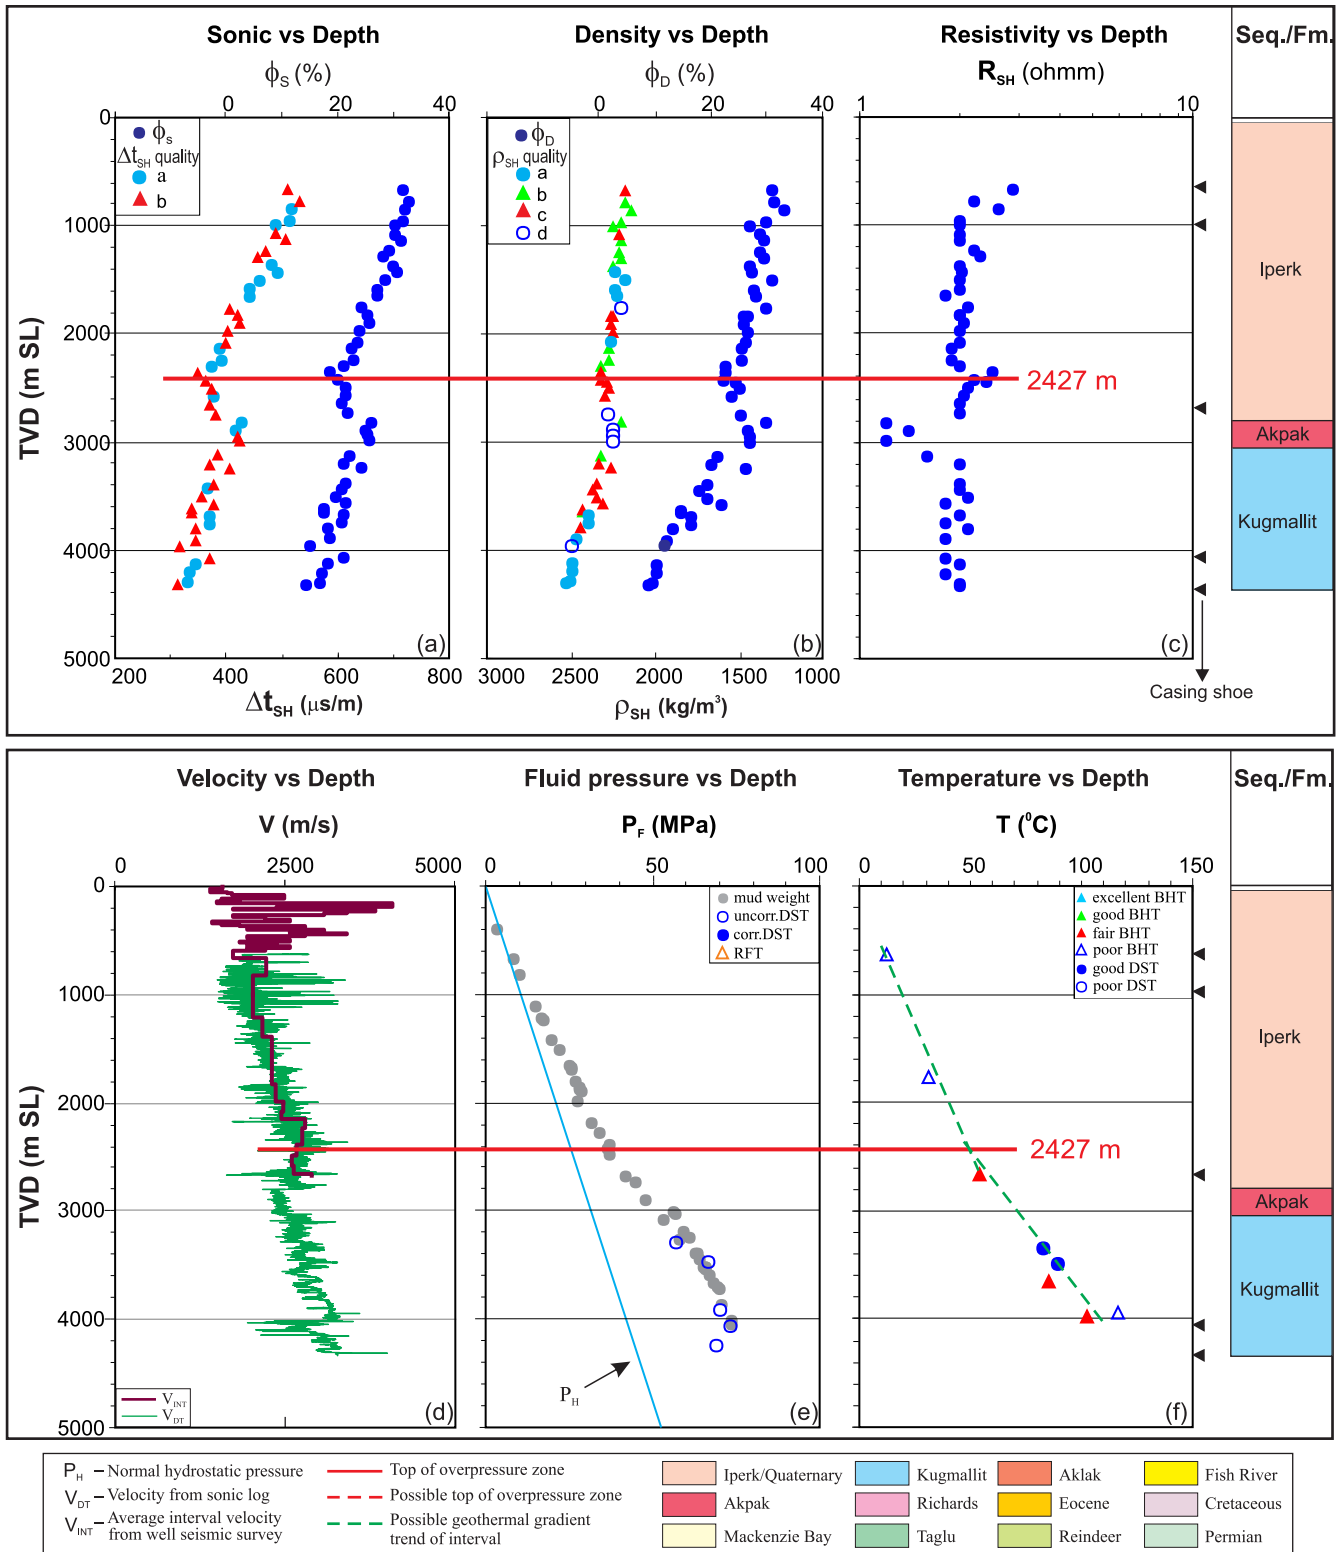 Sonic vs Depth
Density vs Depth
Resistivity vs Depth
Seq./Fm.
ϕS (%)
ϕD (%)
RSH (ohmm)
0 20 40
0 20 40
1 10
TVD (m SL)
0
1000
2000
3000
4000
5000
ϕs
ΔtSH quality
a
b
ϕD
ρSH quality
a
b
c
d
2427 m
Iperk
Akpak
Kugmallit
(a)
(b)
(c)
200 400 600 800
3000 2500 2000 1500 1000
ΔtSH (μs/m)
ρSH (kg/m³)
Casing shoe
Velocity vs Depth
Fluid pressure vs Depth
Temperature vs Depth
Seq./Fm.
V (m/s)
PF (MPa)
T (⁰C)
0 2500 5000
0 50 100
0 50 100 150
TVD (m SL)
0
1000
2000
3000
4000
5000
mud weight
uncorr.DST
corr.DST
RFT
excellent BHT
good BHT
fair BHT
poor BHT
good DST
poor DST
2427 m
Iperk
Akpak
Kugmallit
PH
VINT
VDT
(d)
(e)
(f)
PH – Normal hydrostatic pressure
VDT – Velocity from sonic log
VINT – Average interval velocity
from well seismic survey
Top of overpressure zone
Possible top of overpressure zone
Possible geothermal gradient
trend of interval
Iperk/Quaternary
Kugmallit
Aklak
Fish River
Akpak
Richards
Eocene
Cretaceous
Mackenzie Bay
Taglu
Reindeer
Permian